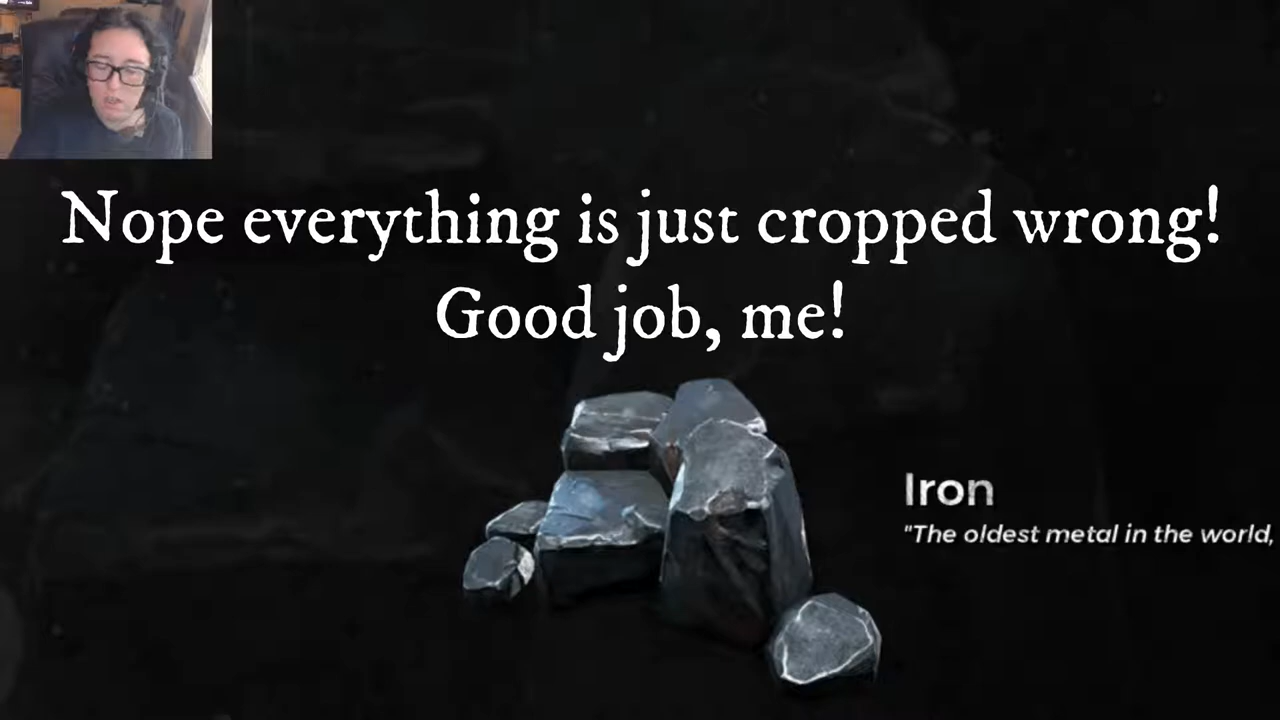 Nope everything is just cropped wrong!
Good job, me!
Iron
"The oldest metal in the world,